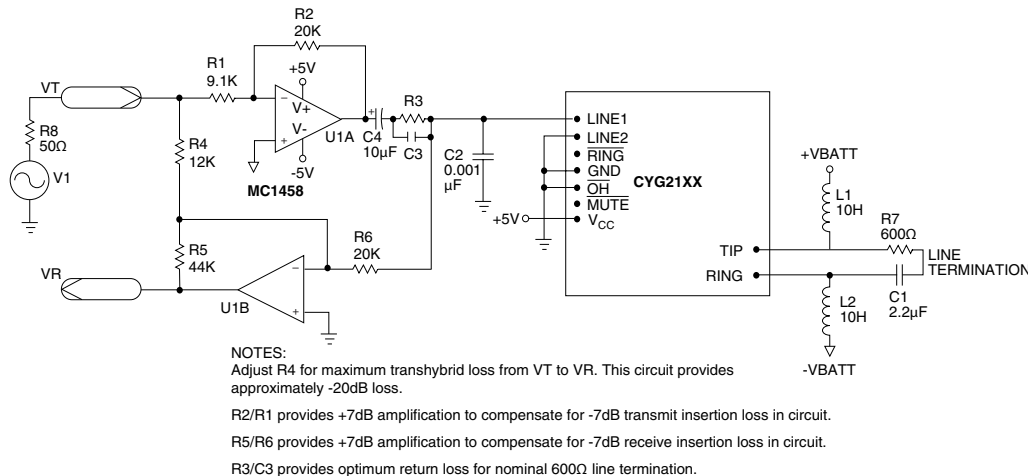 R2
20K
R1
9.1K
+5V
VT
V+
V-
-5V
U1A
MC1458
R8
50Ω
V1
R4
12K
C4
10µF
R3
C3
C2
0.001
µF
LINE1
LINE2
RING
GND
OH
MUTE
VCC
CYG21XX
+5V
TIP
RING
+VBATT
L1
10H
R7
600Ω
LINE
TERMINATION
C1
2.2µF
L2
10H
-VBATT
R5
44K
R6
20K
VR
U1B
NOTES:
Adjust R4 for maximum transhybrid loss from VT to VR. This circuit provides
approximately -20dB loss.
R2/R1 provides +7dB amplification to compensate for -7dB transmit insertion loss in circuit.
R5/R6 provides +7dB amplification to compensate for -7dB receive insertion loss in circuit.
R3/C3 provides optimum return loss for nominal 600Ω line termination.